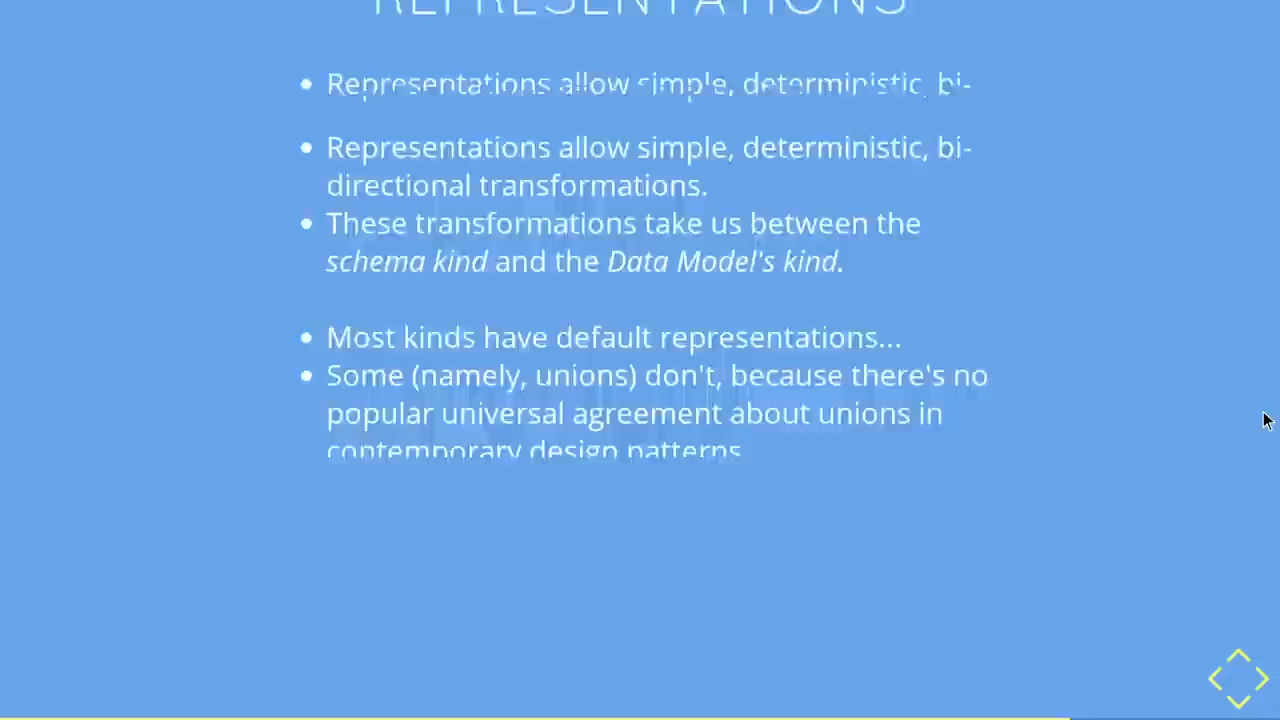 REPRESENTATIONS
• Representations allow simple, deterministic, bi-
• Representations allow simple, deterministic, bi-
directional transformations.
• These transformations take us between the
schema kind and the Data Model's kind.
• Most kinds have default representations...
• Some (namely, unions) don't, because there's no
popular universal agreement about unions in
contemporary design patterns